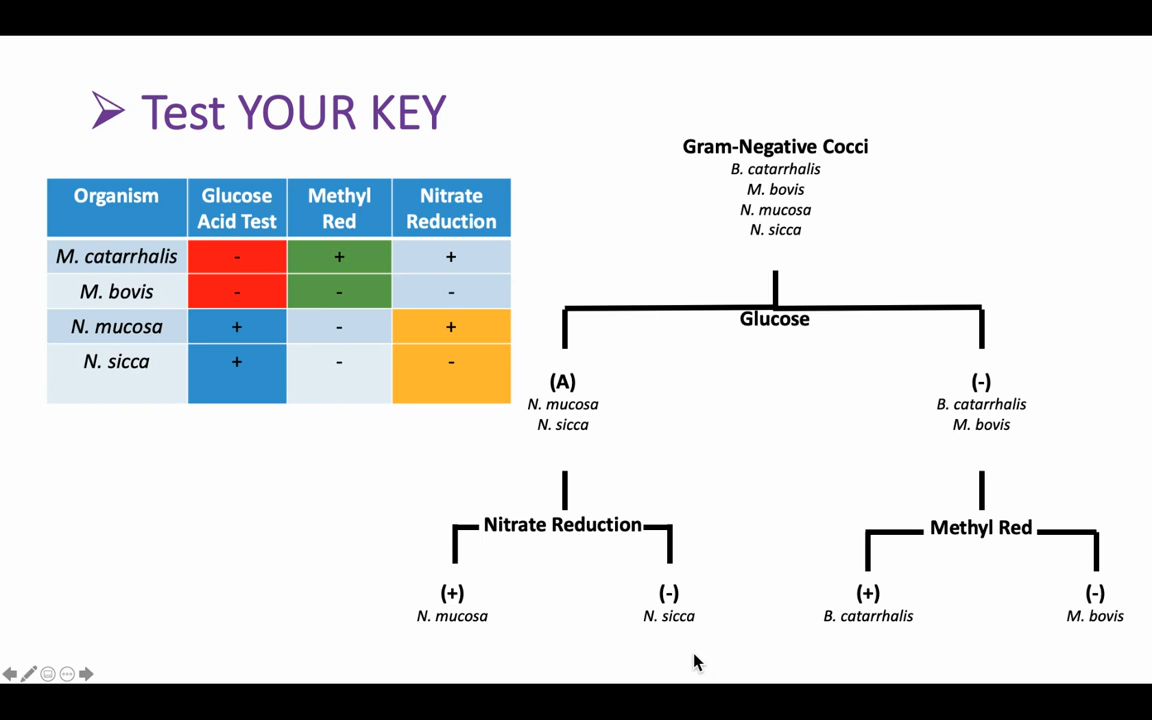 Test YOUR KEY
Organism Glucose Acid Test Methyl Red Nitrate Reduction
M. catarrhalis - + +
M. bovis - - -
N. mucosa + - +
N. sicca + - -
Gram-Negative Cocci
B. catarrhalis
M. bovis
N. mucosa
N. sicca
Glucose
(A)
N. mucosa
N. sicca
(-)
B. catarrhalis
M. bovis
Nitrate Reduction
(+)
N. mucosa
(-)
N. sicca
Methyl Red
(+)
B. catarrhalis
(-)
M. bovis